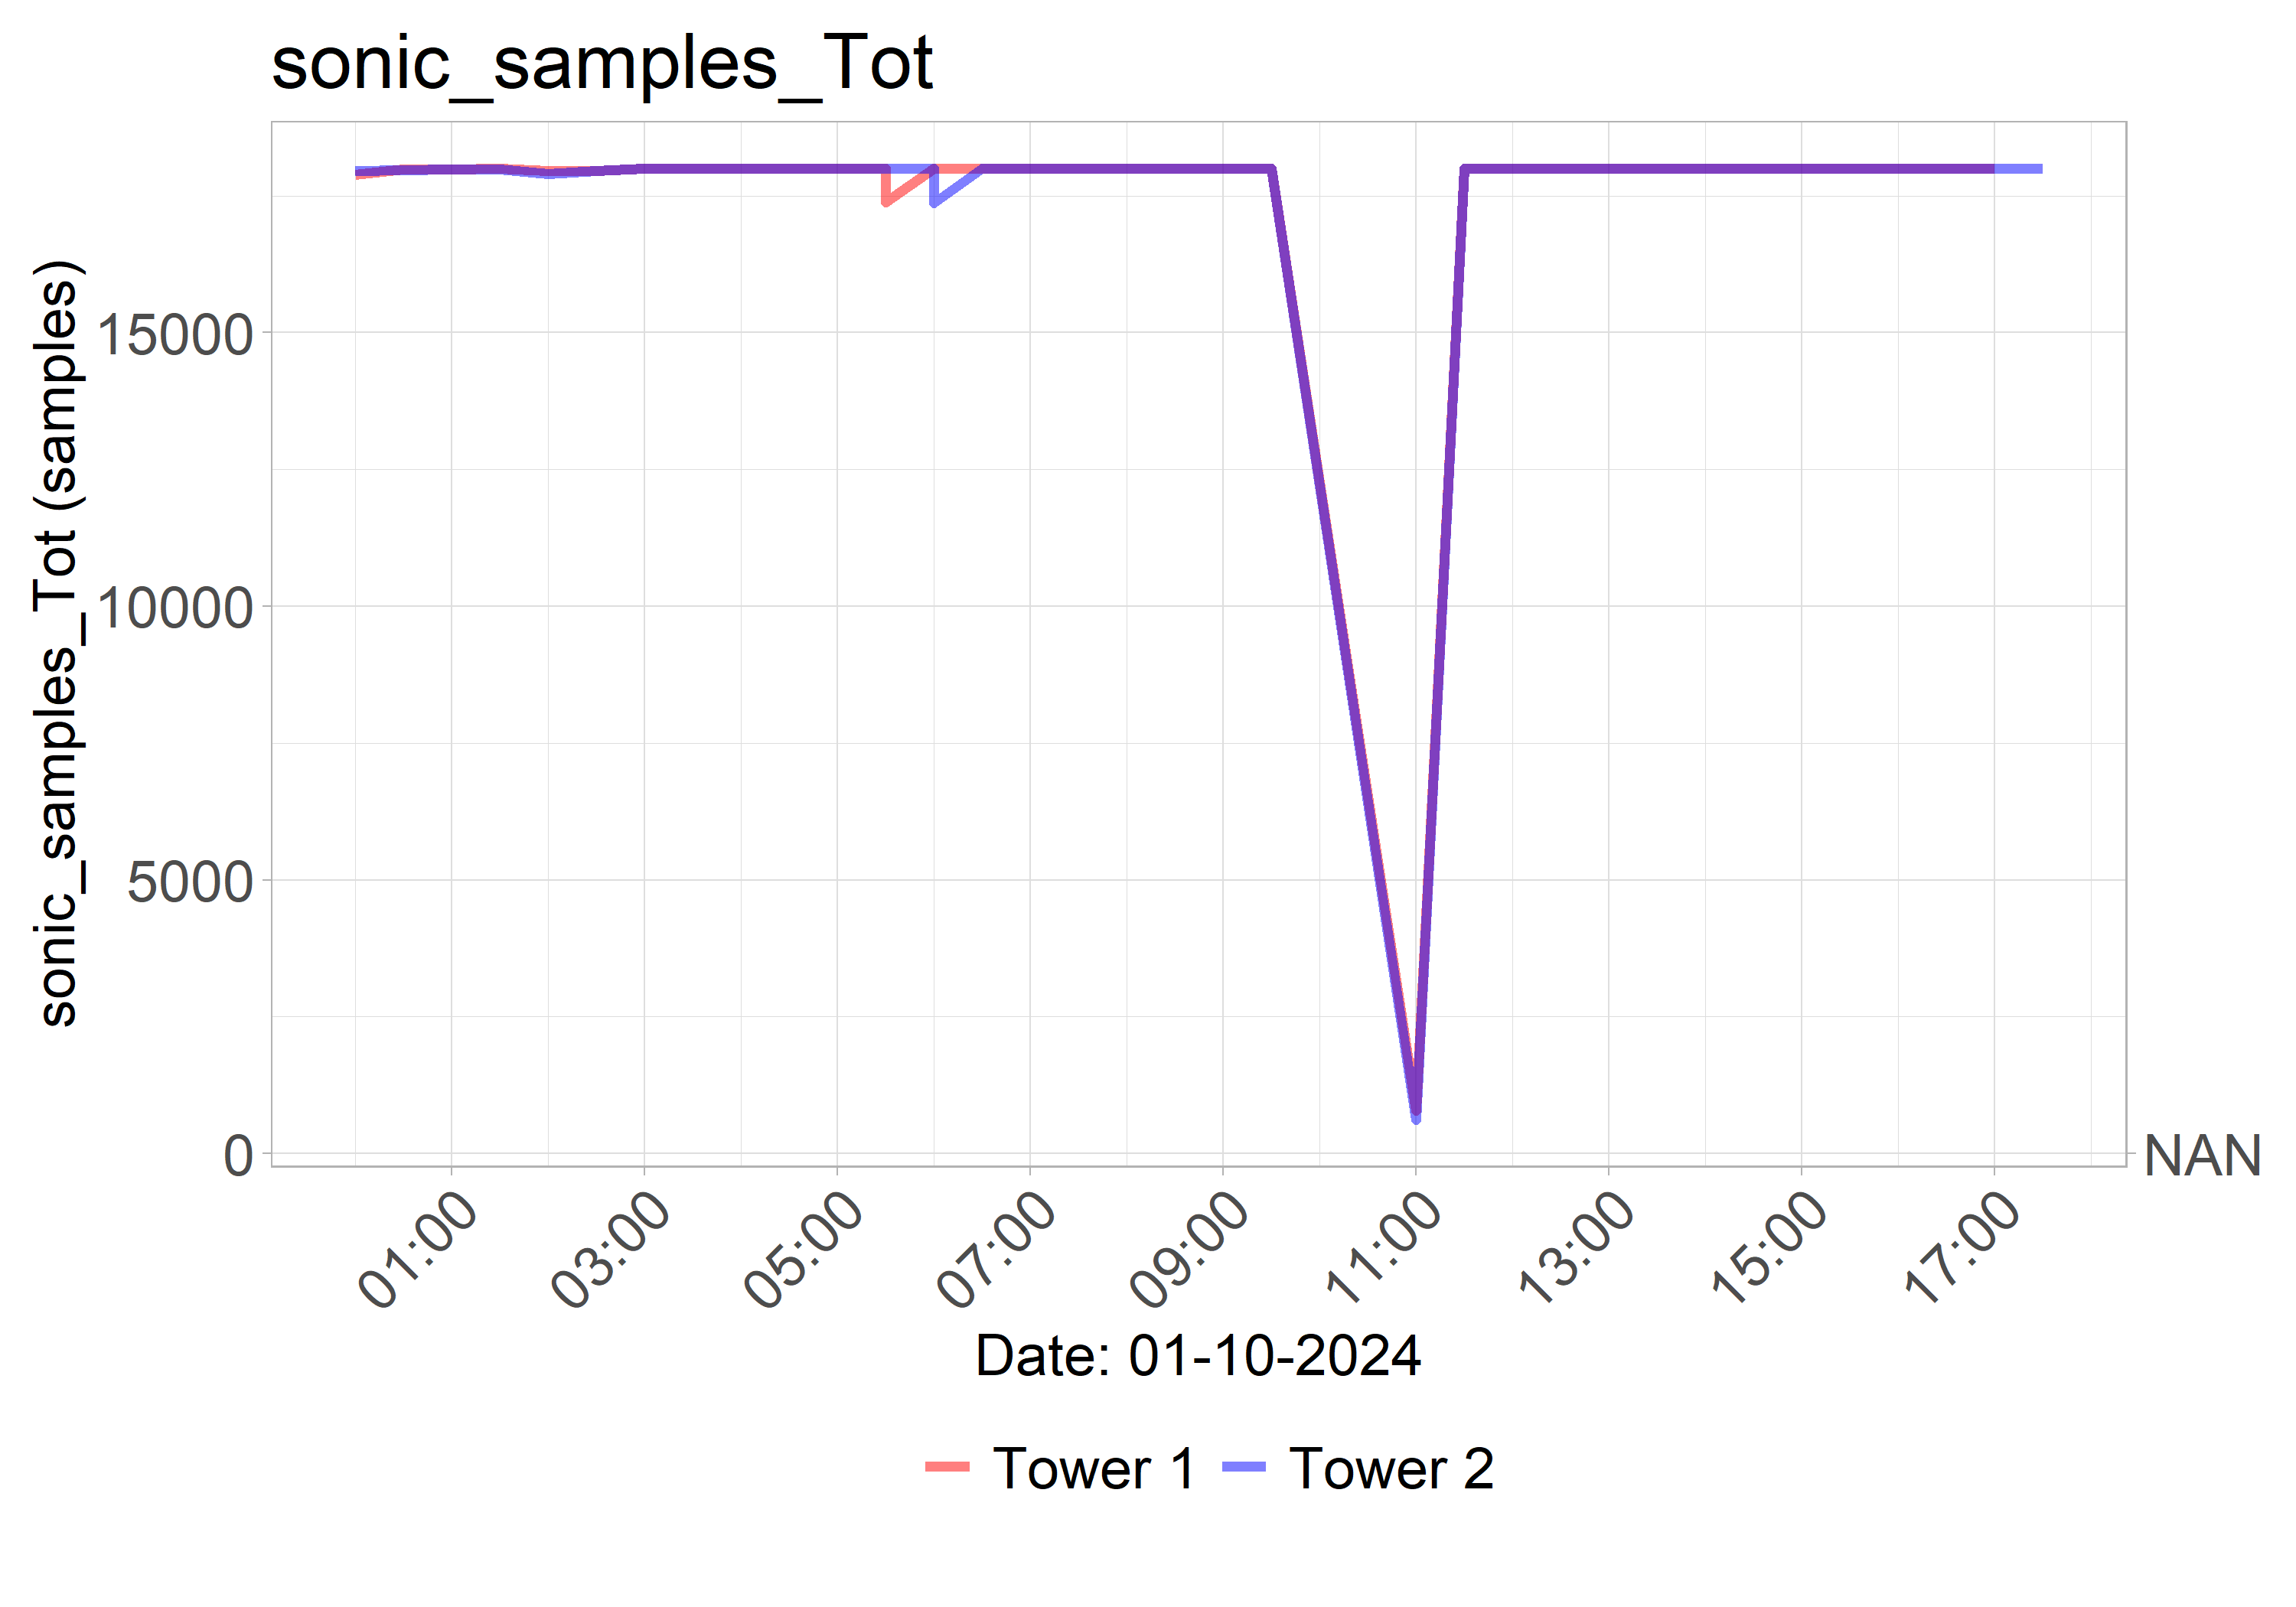 sonic_samples_Tot
sonic_samples_Tot (samples)
15000
10000
5000
0
NAN
01:00
03:00
05:00
07:00
09:00
11:00
13:00
15:00
17:00
Date: 01-10-2024
Tower 1
Tower 2